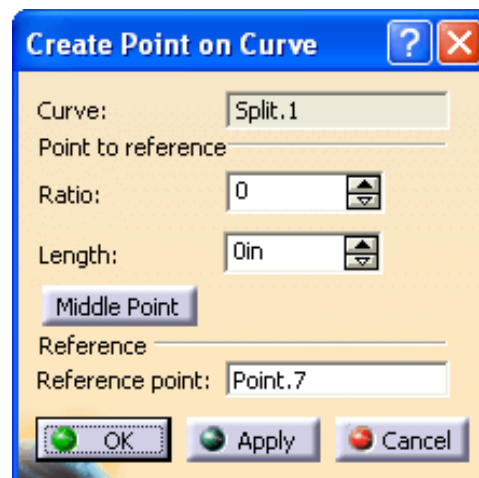 Create Point on Curve ?
Curve: Split.1
Point to reference
Ratio: 0
Length: 0in
Middle Point
Reference
Reference point: Point.7
OK Apply Cancel